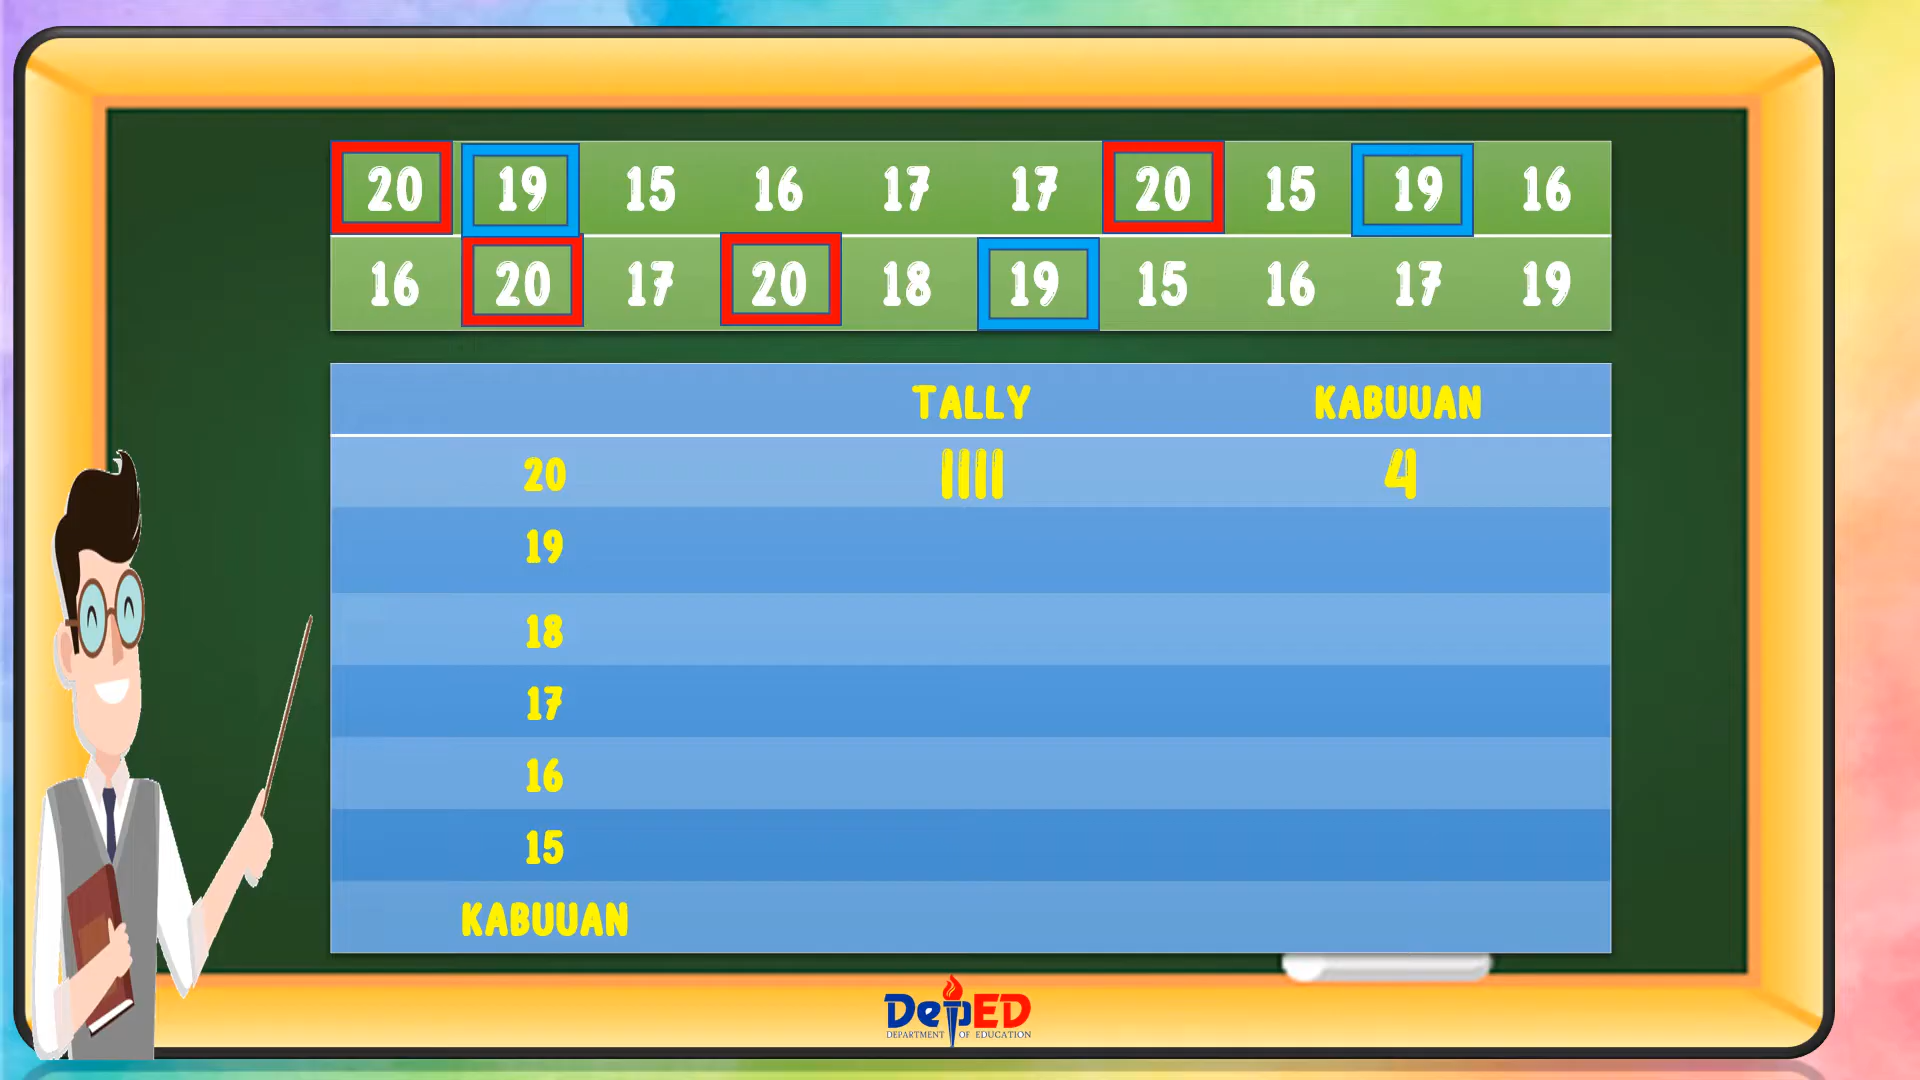 20 19 15 16 17 17 20 15 19 16
16 20 17 20 18 19 15 16 17 19
TALLY KABUUAN
20 |||| 4
19
18
17
16
15
KABUUAN
DepED
DEPARTMENT OF EDUCATION